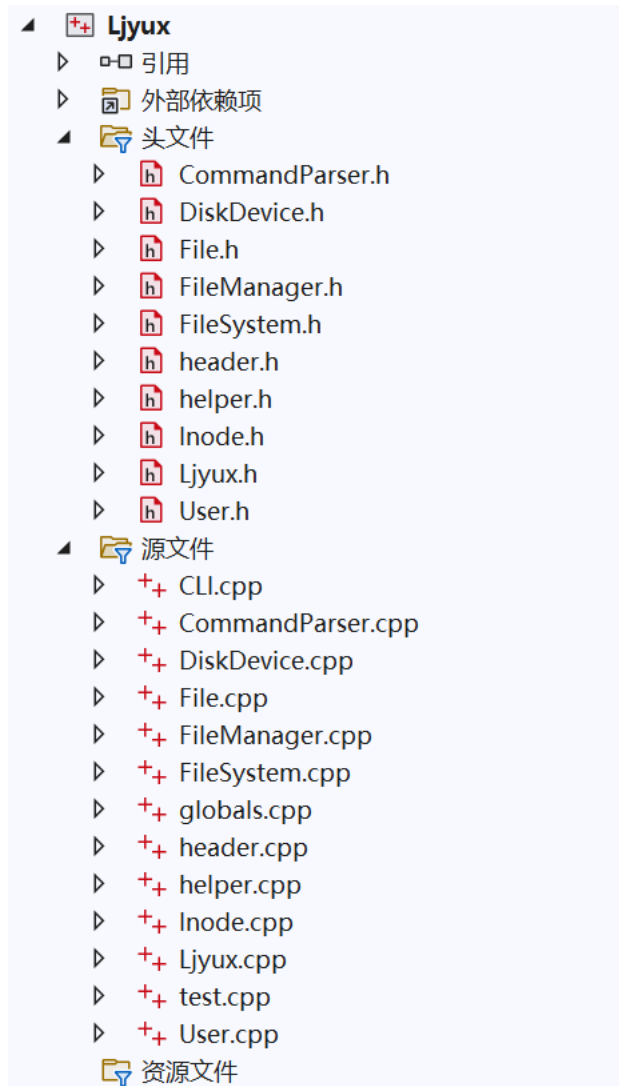 Ljyux
引用
外部依赖项
头文件
CommandParser.h
DiskDevice.h
File.h
FileManager.h
FileSystem.h
header.h
helper.h
Inode.h
Ljyux.h
User.h
源文件
CLI.cpp
CommandParser.cpp
DiskDevice.cpp
File.cpp
FileManager.cpp
FileSystem.cpp
globals.cpp
header.cpp
helper.cpp
Inode.cpp
Ljyux.cpp
test.cpp
User.cpp
资源文件